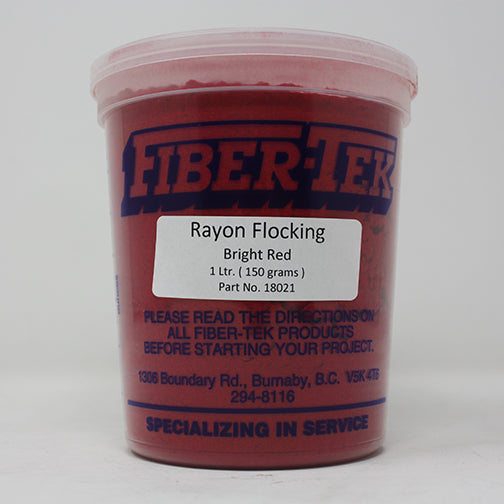 FIBER-TEK
Rayon Flocking
Bright Red
1 Ltr. ( 150 grams )
Part No. 18021
PLEASE READ THE DIRECTIONS ON
ALL FIBER-TEK PRODUCTS
BEFORE STARTING YOUR PROJECT.
1306 Boundary Rd., Burnaby, B.C. V5K 4T6
294-8116
SPECIALIZING IN SERVICE